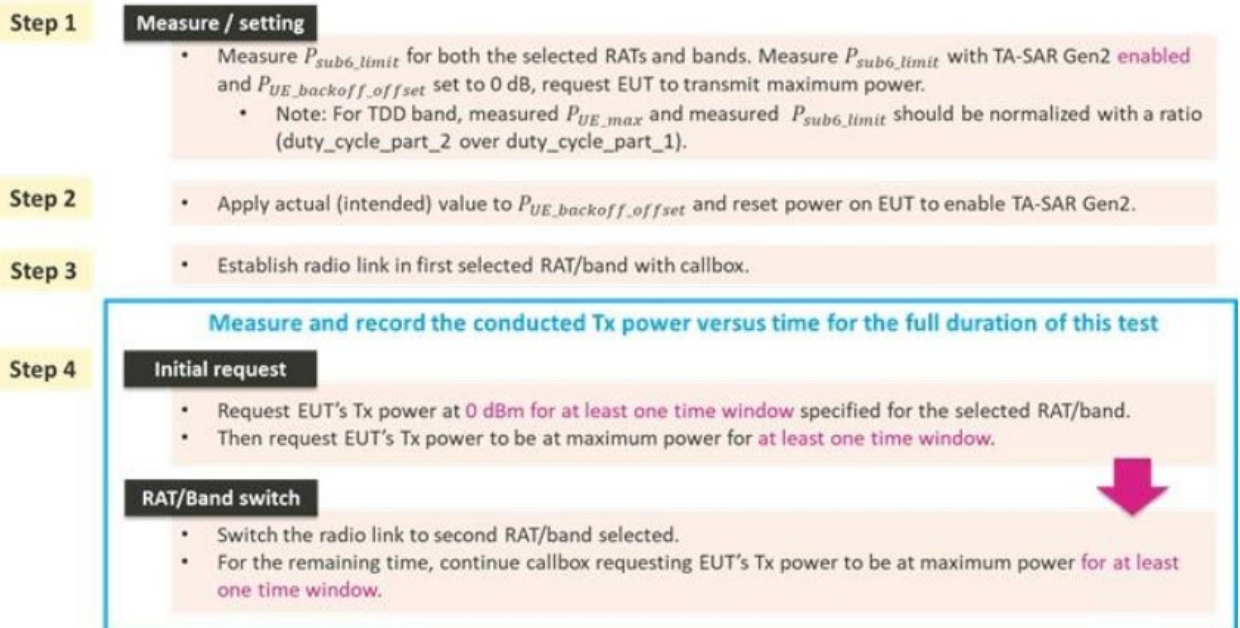 Step 1
Measure / setting
• Measure P_sub6_limit for both the selected RATs and bands. Measure P_sub6_limit with TA-SAR Gen2 enabled
and P_UE_backoff_offset set to 0 dB, request EUT to transmit maximum power.
• Note: For TDD band, measured P_UE_max and measured P_sub6_limit should be normalized with a ratio
(duty_cycle_part_2 over duty_cycle_part_1).
Step 2
• Apply actual (intended) value to P_UE_backoff_offset and reset power on EUT to enable TA-SAR Gen2.
Step 3
• Establish radio link in first selected RAT/band with callbox.
Measure and record the conducted Tx power versus time for the full duration of this test
Step 4
Initial request
• Request EUT's Tx power at 0 dBm for at least one time window specified for the selected RAT/band.
• Then request EUT's Tx power to be at maximum power for at least one time window.
RAT/Band switch
• Switch the radio link to second RAT/band selected.
• For the remaining time, continue callbox requesting EUT's Tx power to be at maximum power for at least
one time window.